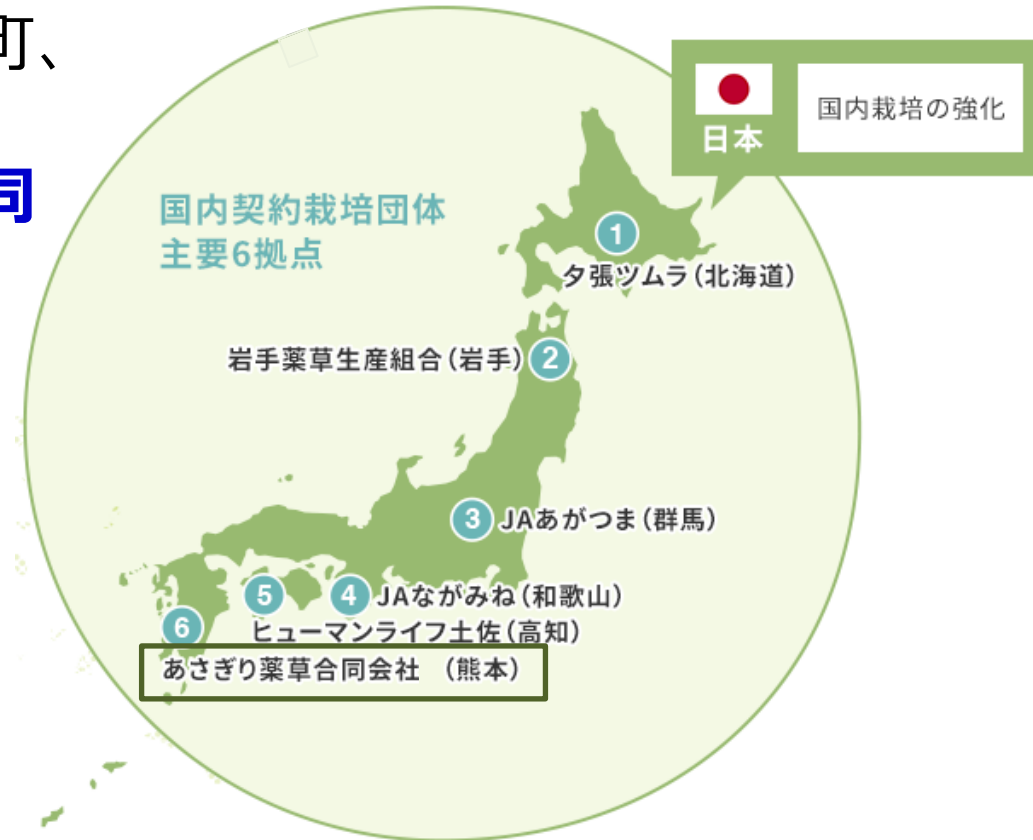 町、
同
日本
国内栽培の強化
国内契約栽培団体
主要6拠点
1
夕張ツムラ(北海道)
岩手薬草生産組合(岩手)
2
3
JAあがつま(群馬)
4
JAながみね(和歌山)
5
ヒューマンライフ土佐(高知)
6
あさぎり薬草合同会社 (熊本)